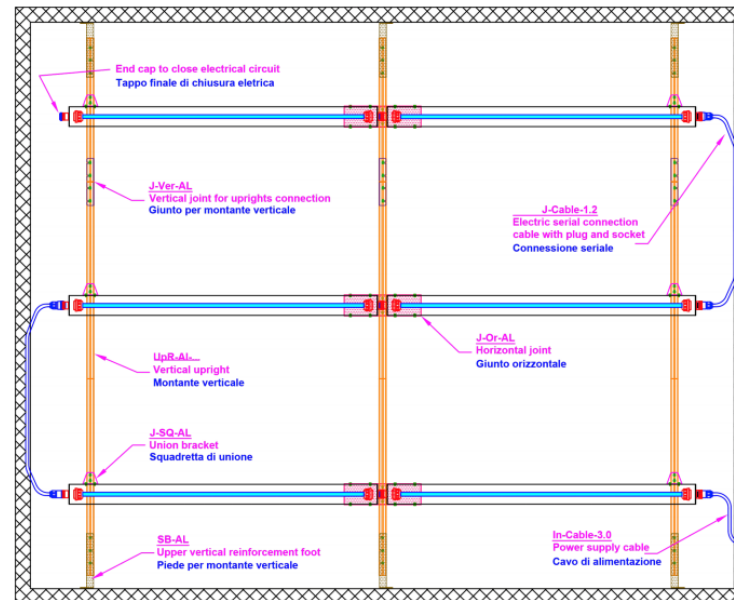 End cap to close electrical circuit
Tappo finale di chiusura eletrica
J-Ver-AL
Vertical joint for uprights connection
Giunto per montante verticale
J-Cable-1.2
Electric serial connection
cable with plug and socket
Connessione seriale
J-Or-AL
Horizontal joint
Giunto orizzontale
UpR-Al-...
Vertical upright
Montante verticale
J-SQ-AL
Union bracket
Squadretta di unione
SB-AL
Upper vertical reinforcement foot
Piede per montante verticale
In-Cable-3.0
Power supply cable
Cavo di alimentazione